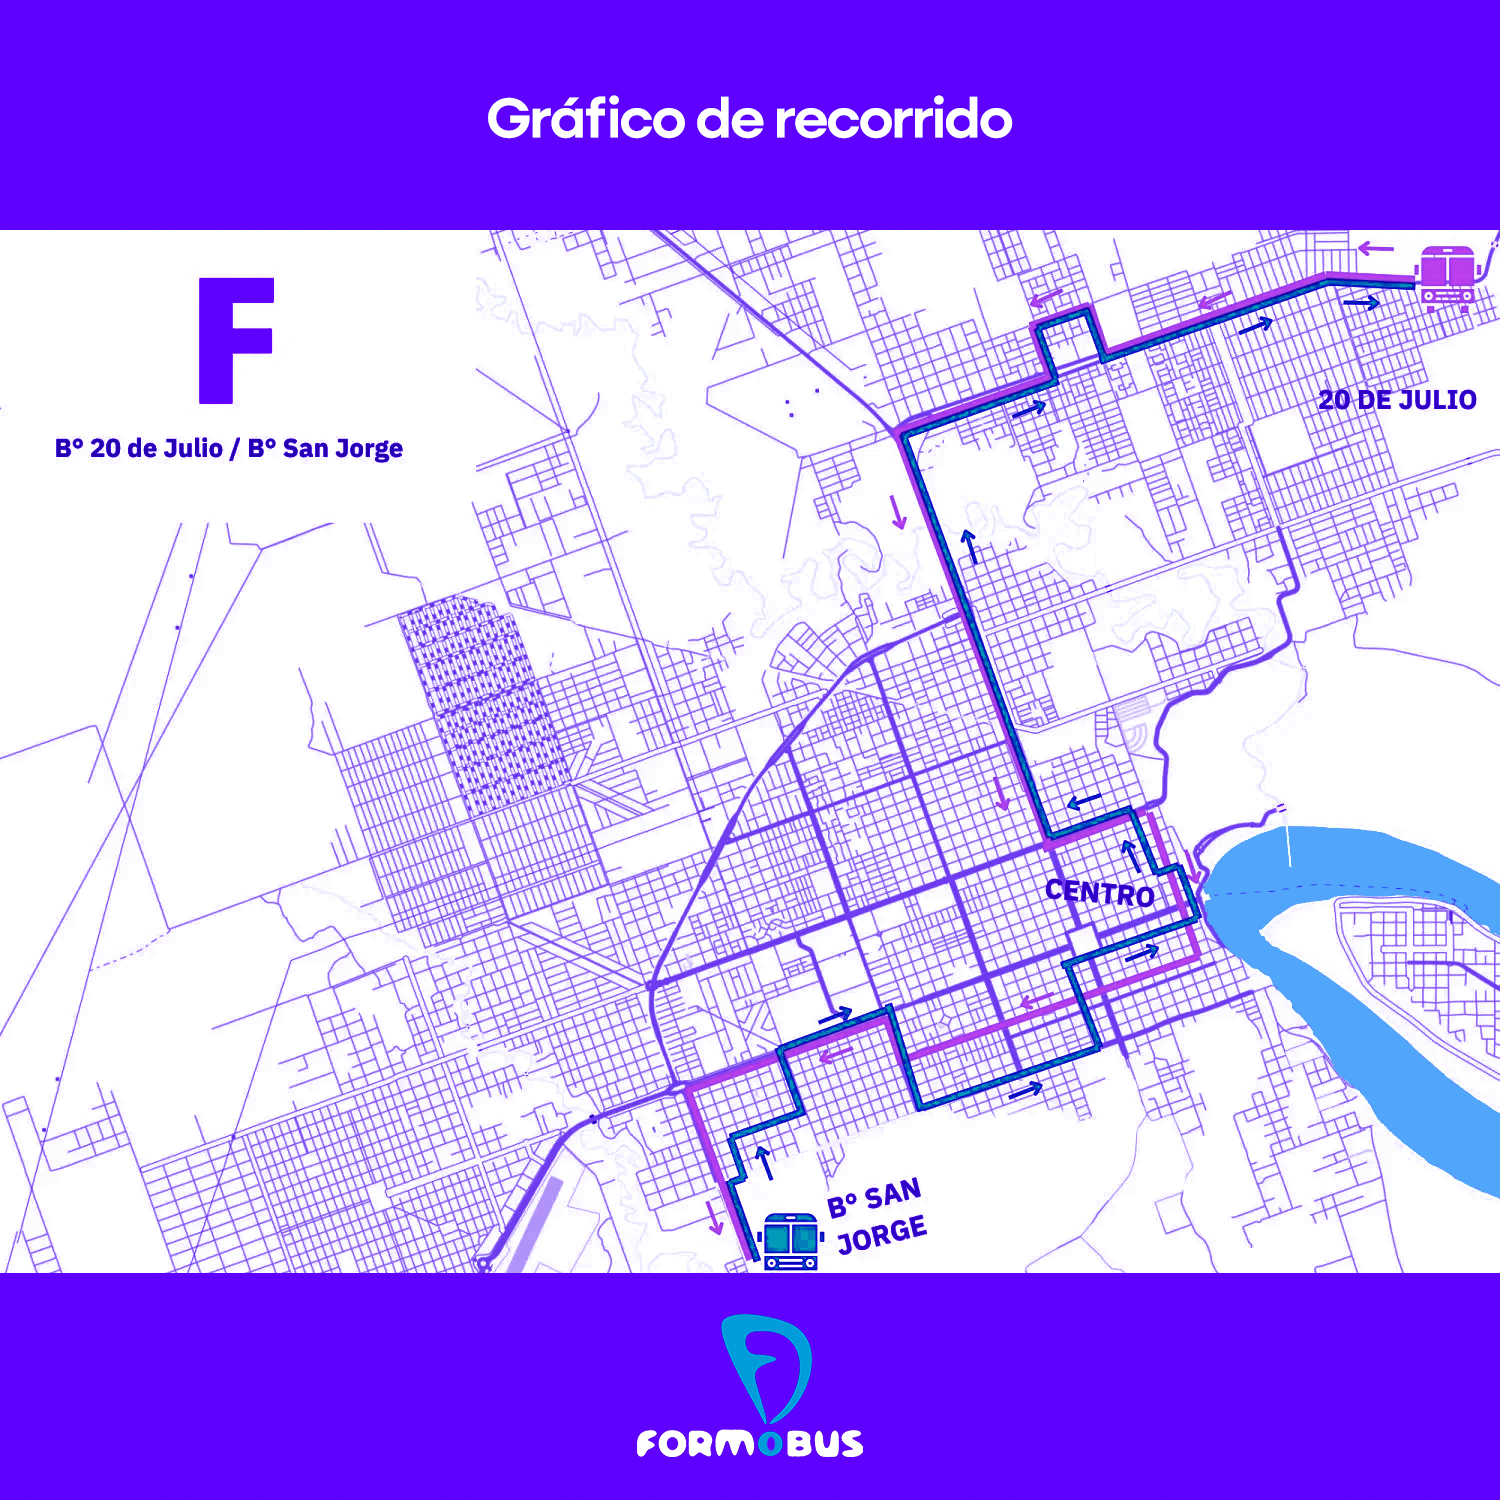 Gráfico de recorrido
F
B° 20 de Julio / B° San Jorge
20 DE JULIO
CENTRO
B° SAN
JORGE
FORMOBUS